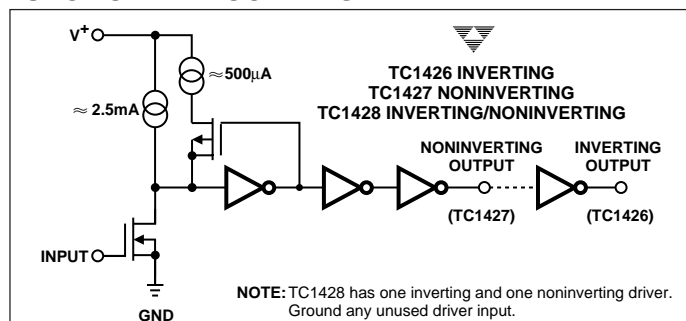 V+
≈500µA
≈ 2.5mA
TC1426 INVERTING
TC1427 NONINVERTING
TC1428 INVERTING/NONINVERTING
NONINVERTING
OUTPUT
INVERTING
OUTPUT
(TC1427)
(TC1426)
INPUT
GND
NOTE: TC1428 has one inverting and one noninverting driver.
Ground any unused driver input.